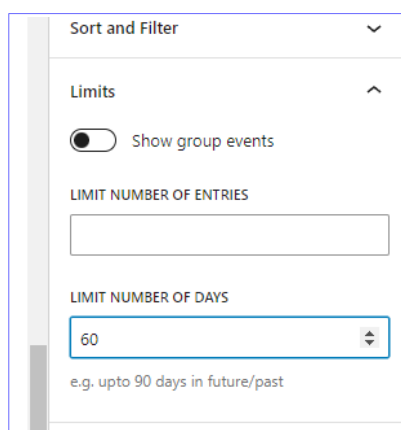 Sort and Filter
Limits
Show group events
LIMIT NUMBER OF ENTRIES
LIMIT NUMBER OF DAYS
60
e.g. upto 90 days in future/past